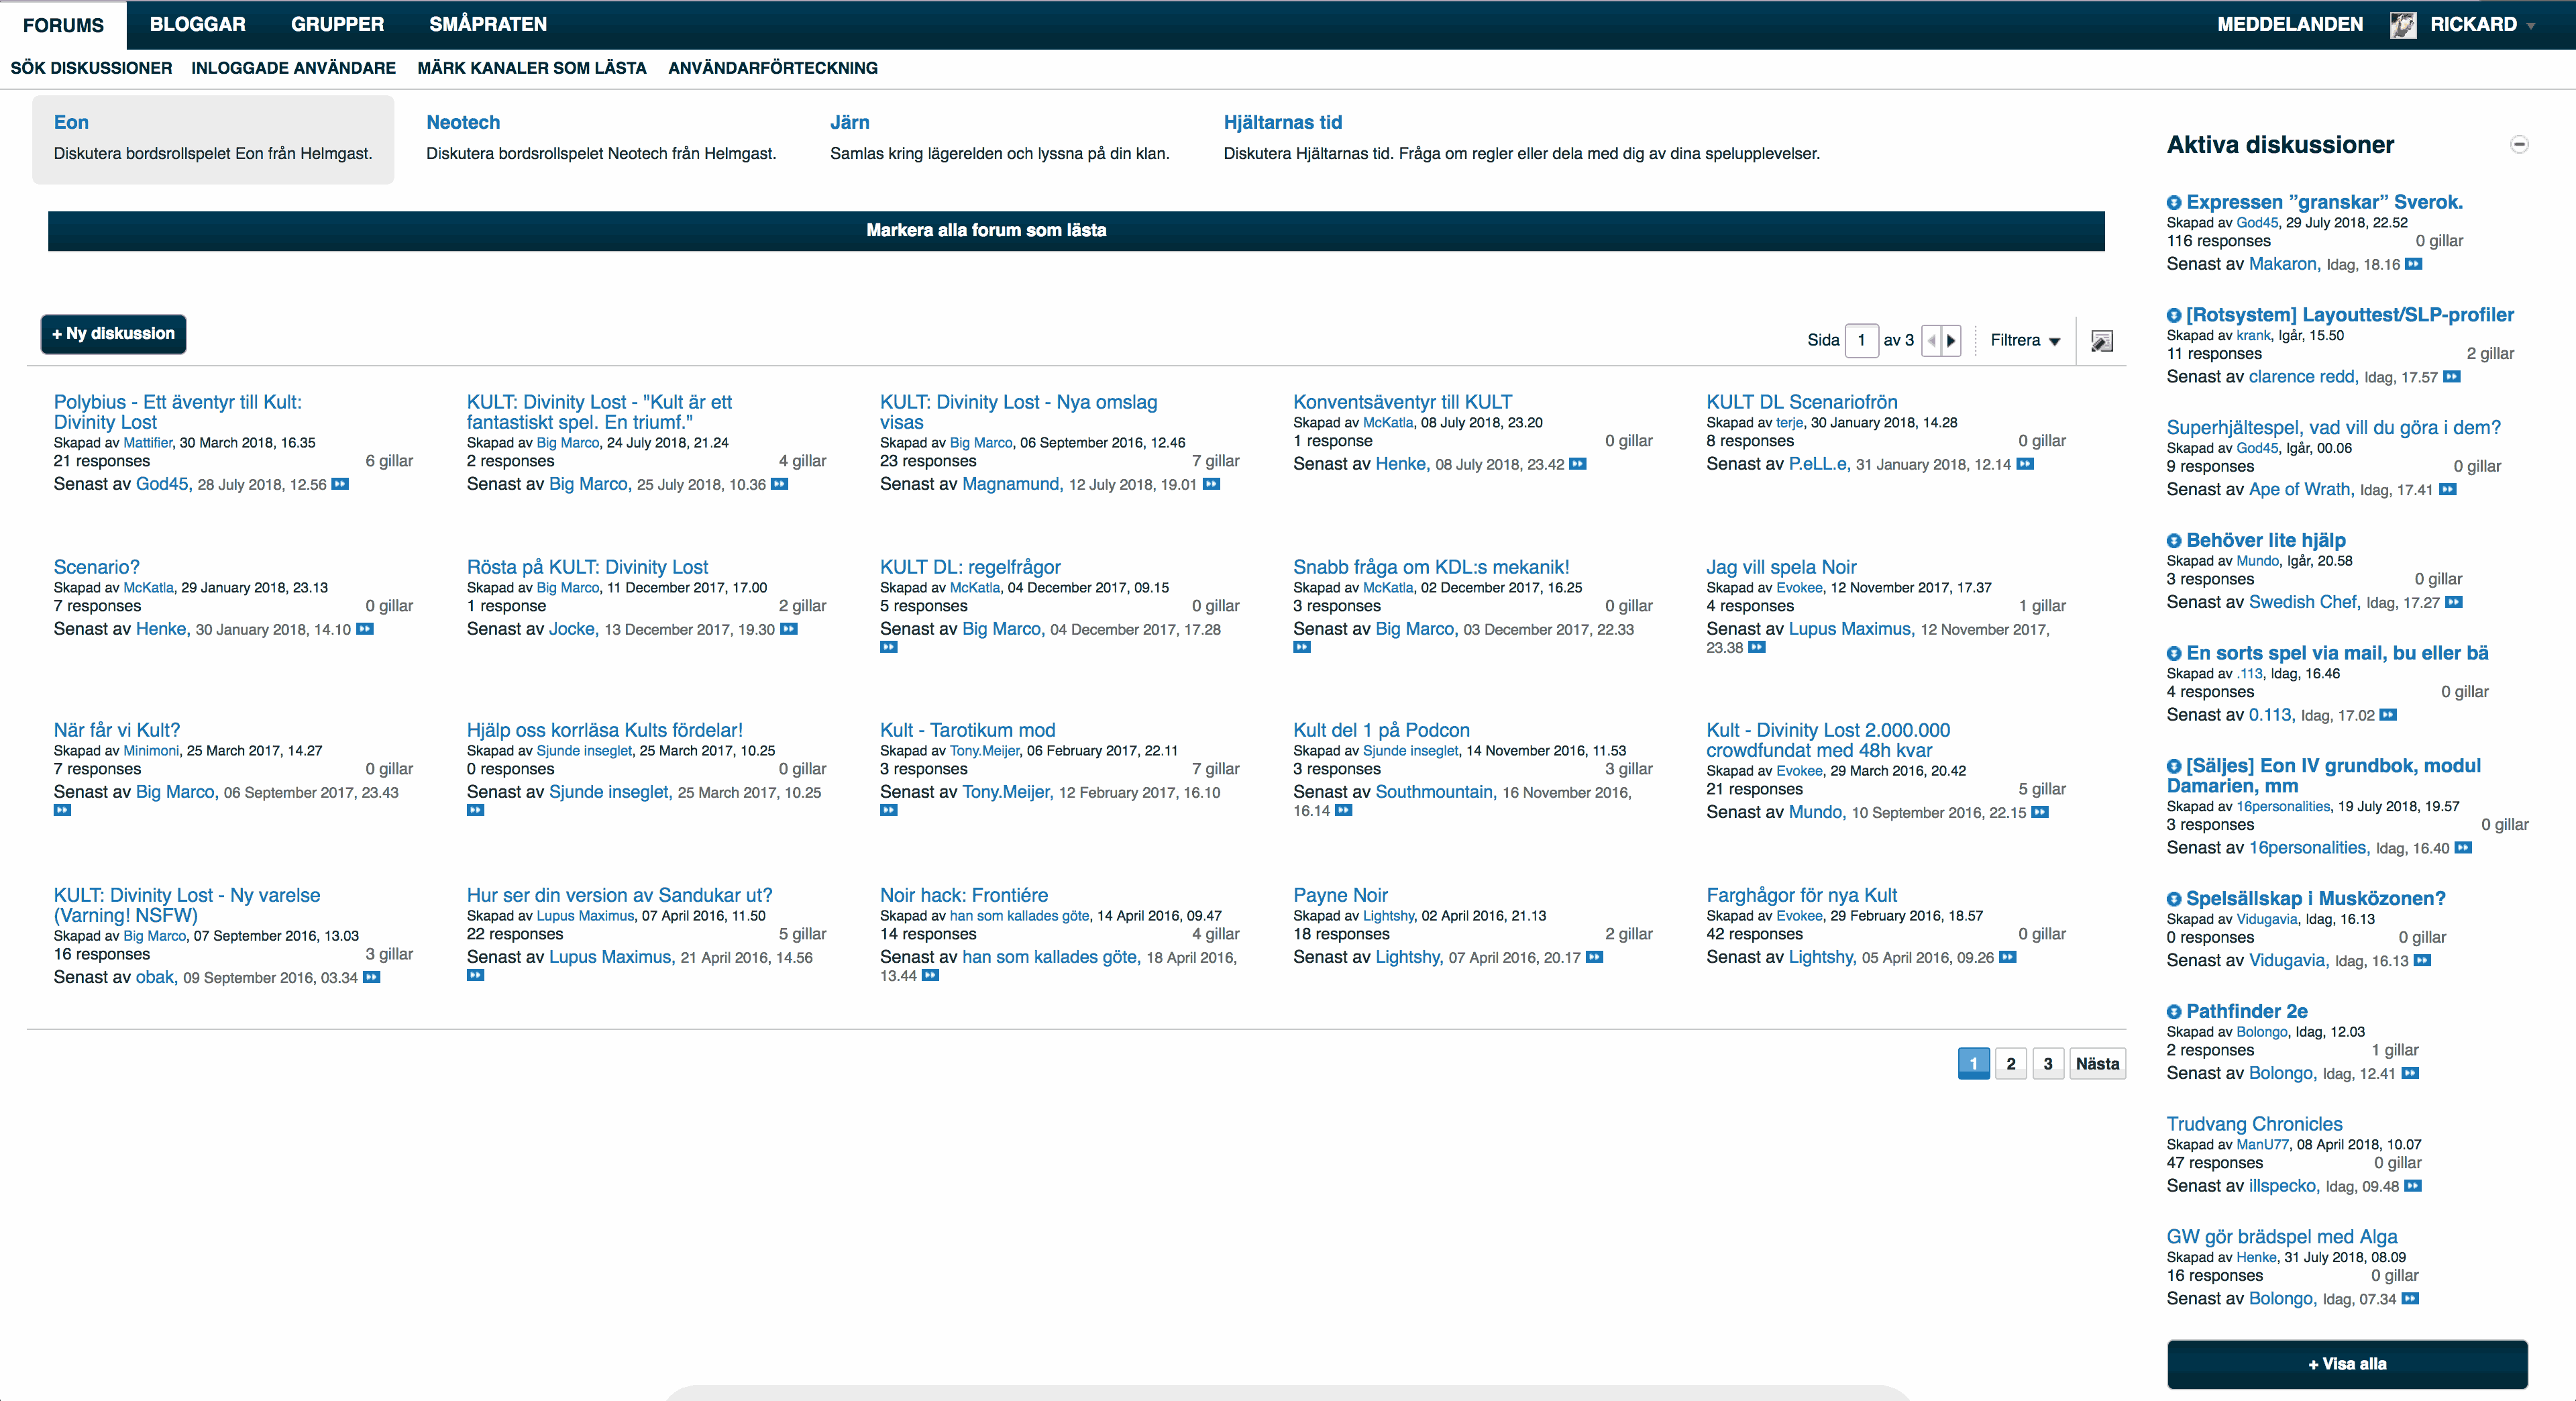 FORUMS BLOGGAR GRUPPER SMÅPRATEN MEDDELANDEN RICKARD
SÖK DISKUSSIONER INLOGGADE ANVÄNDARE MÄRK KANALER SOM LÄSTA ANVÄNDARFÖRTECKNING
Eon
Diskutera bordsrollspelet Eon från Helmgast.
Neotech
Diskutera bordsrollspelet Neotech från Helmgast.
Järn
Samlas kring lägerelden och lyssna på din klan.
Hjältarnas tid
Diskutera Hjältarnas tid. Fråga om regler eller dela med dig av dina spelupplevelser.
Markera alla forum som lästa
+ Ny diskussion
Sida 1 av 3 Filtrera
Polybius - Ett äventyr till Kult:
Divinity Lost
Skapad av Mattifier, 30 March 2018, 16.35
21 responses 6 gillar
Senast av God45, 28 July 2018, 12.56
KULT: Divinity Lost - "Kult är ett
fantastiskt spel. En triumf."
Skapad av Big Marco, 24 July 2018, 21.24
2 responses 4 gillar
Senast av Big Marco, 25 July 2018, 10.36
KULT: Divinity Lost - Nya omslag
visas
Skapad av Big Marco, 06 September 2016, 12.46
23 responses 7 gillar
Senast av Magnamund, 12 July 2018, 19.01
Konventsäventyr till KULT
Skapad av McKatla, 08 July 2018, 23.20
1 response 0 gillar
Senast av Henke, 08 July 2018, 23.42
KULT DL Scenariofrön
Skapad av terje, 30 January 2018, 14.28
8 responses 0 gillar
Senast av P.eLL.e, 31 January 2018, 12.14
Scenario?
Skapad av McKatla, 29 January 2018, 23.13
7 responses 0 gillar
Senast av Henke, 30 January 2018, 14.10
Rösta på KULT: Divinity Lost
Skapad av Big Marco, 11 December 2017, 17.00
1 response 2 gillar
Senast av Jocke, 13 December 2017, 19.30
KULT DL: regelfrågor
Skapad av McKatla, 04 December 2017, 09.15
5 responses 0 gillar
Senast av Big Marco, 04 December 2017, 17.28
Snabb fråga om KDL:s mekanik!
Skapad av McKatla, 02 December 2017, 16.25
3 responses 0 gillar
Senast av Big Marco, 03 December 2017, 22.33
Jag vill spela Noir
Skapad av Evokee, 12 November 2017, 17.37
4 responses 1 gillar
Senast av Lupus Maximus, 12 November 2017,
23.38
När får vi Kult?
Skapad av Minimoni, 25 March 2017, 14.27
7 responses 0 gillar
Senast av Big Marco, 06 September 2017, 23.43
Hjälp oss korrläsa Kults fördelar!
Skapad av Sjunde inseglet, 25 March 2017, 10.25
0 responses 0 gillar
Senast av Sjunde inseglet, 25 March 2017, 10.25
Kult - Tarotikum mod
Skapad av Tony.Meijer, 06 February 2017, 22.11
3 responses 7 gillar
Senast av Tony.Meijer, 12 February 2017, 16.10
Kult del 1 på Podcon
Skapad av Sjunde inseglet, 14 November 2016, 11.53
3 responses 3 gillar
Senast av Southmountain, 16 November 2016,
16.14
Kult - Divinity Lost 2.000.000
crowdfundat med 48h kvar
Skapad av Evokee, 29 March 2016, 20.42
21 responses 5 gillar
Senast av Mundo, 10 September 2016, 22.15
KULT: Divinity Lost - Ny varelse
(Varning! NSFW)
Skapad av Big Marco, 07 September 2016, 13.03
16 responses 3 gillar
Senast av obak, 09 September 2016, 03.34
Hur ser din version av Sandukar ut?
Skapad av Lupus Maximus, 07 April 2016, 11.50
22 responses 5 gillar
Senast av Lupus Maximus, 21 April 2016, 14.56
Noir hack: Frontiére
Skapad av han som kallades göte, 14 April 2016, 09.47
14 responses 4 gillar
Senast av han som kallades göte, 18 April 2016,
13.44
Payne Noir
Skapad av Lightshy, 02 April 2016, 21.13
18 responses 2 gillar
Senast av Lightshy, 07 April 2016, 20.17
Farghågor för nya Kult
Skapad av Evokee, 29 February 2016, 18.57
42 responses 0 gillar
Senast av Lightshy, 05 April 2016, 09.26
1 2 3 Nästa
Aktiva diskussioner
Expressen ”granskar” Sverok.
Skapad av God45, 29 July 2018, 22.52
116 responses 0 gillar
Senast av Makaron, Idag, 18.16
[Rotsystem] Layouttest/SLP-profiler
Skapad av krank, Igår, 15.50
11 responses 2 gillar
Senast av clarence redd, Idag, 17.57
Superhjältespel, vad vill du göra i dem?
Skapad av God45, Igår, 00.06
9 responses 0 gillar
Senast av Ape of Wrath, Idag, 17.41
Behöver lite hjälp
Skapad av Mundo, Igår, 20.58
3 responses 0 gillar
Senast av Swedish Chef, Idag, 17.27
En sorts spel via mail, bu eller bä
Skapad av .113, Idag, 16.46
4 responses 0 gillar
Senast av 0.113, Idag, 17.02
[Säljes] Eon IV grundbok, modul
Damarien, mm
Skapad av 16personalities, 19 July 2018, 19.57
3 responses 0 gillar
Senast av 16personalities, Idag, 16.40
Spelsällskap i Musközonen?
Skapad av Vidugavia, Idag, 16.13
0 responses 0 gillar
Senast av Vidugavia, Idag, 16.13
Pathfinder 2e
Skapad av Bolongo, Idag, 12.03
2 responses 1 gillar
Senast av Bolongo, Idag, 12.41
Trudvang Chronicles
Skapad av ManU77, 08 April 2018, 10.07
47 responses 0 gillar
Senast av illspecko, Idag, 09.48
GW gör brädspel med Alga
Skapad av Henke, 31 July 2018, 08.09
16 responses 0 gillar
Senast av Bolongo, Idag, 07.34
+ Visa alla